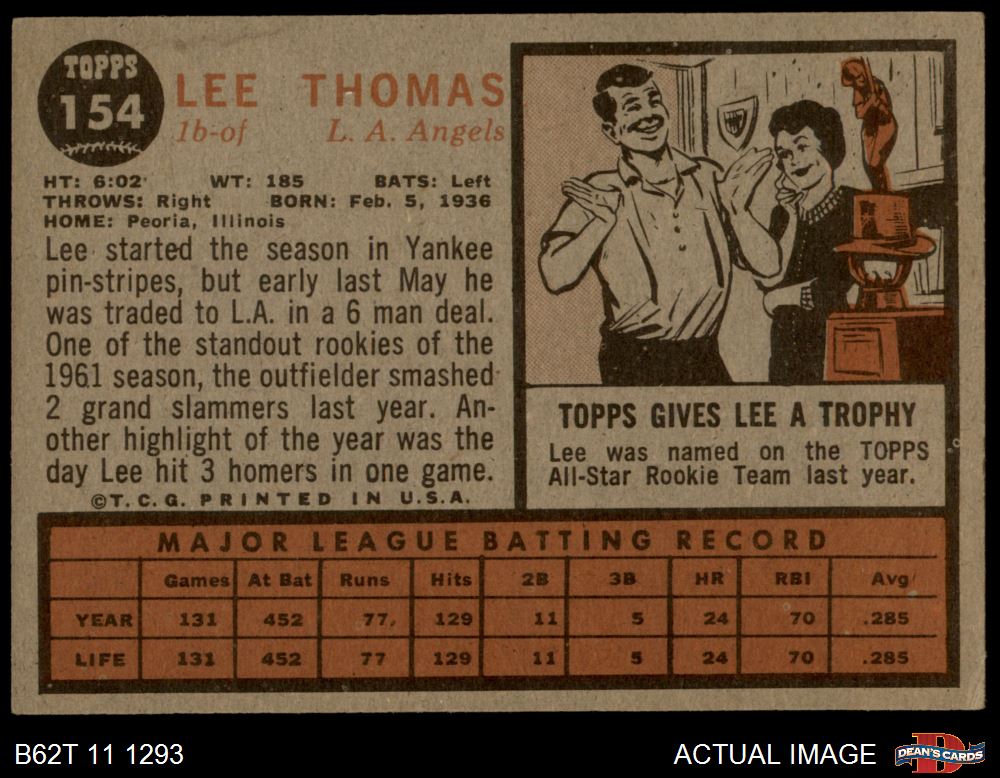 TOPPS
154
LEE THOMAS
1b-of L. A. Angels
HT: 6:02 WT: 185 BATS: Left
THROWS: Right BORN: Feb. 5, 1936
HOME: Peoria, Illinois
Lee started the season in Yankee
pin-stripes, but early last May he
was traded to L.A. in a 6 man deal.
One of the standout rookies of the
1961 season, the outfielder smashed
2 grand slammers last year. An-
other highlight of the year was the
day Lee hit 3 homers in one game.
©T.C.G. PRINTED IN U.S.A.
TOPPS GIVES LEE A TROPHY
Lee was named on the TOPPS
All-Star Rookie Team last year.
MAJOR LEAGUE BATTING RECORD
Games At Bat Runs Hits 2B 3B HR RBI Avg
YEAR 131 452 77 129 11 5 24 70 .285
LIFE 131 452 77 129 11 5 24 70 .285
B62T 11 1293 ACTUAL IMAGE DEAN'S CARDS